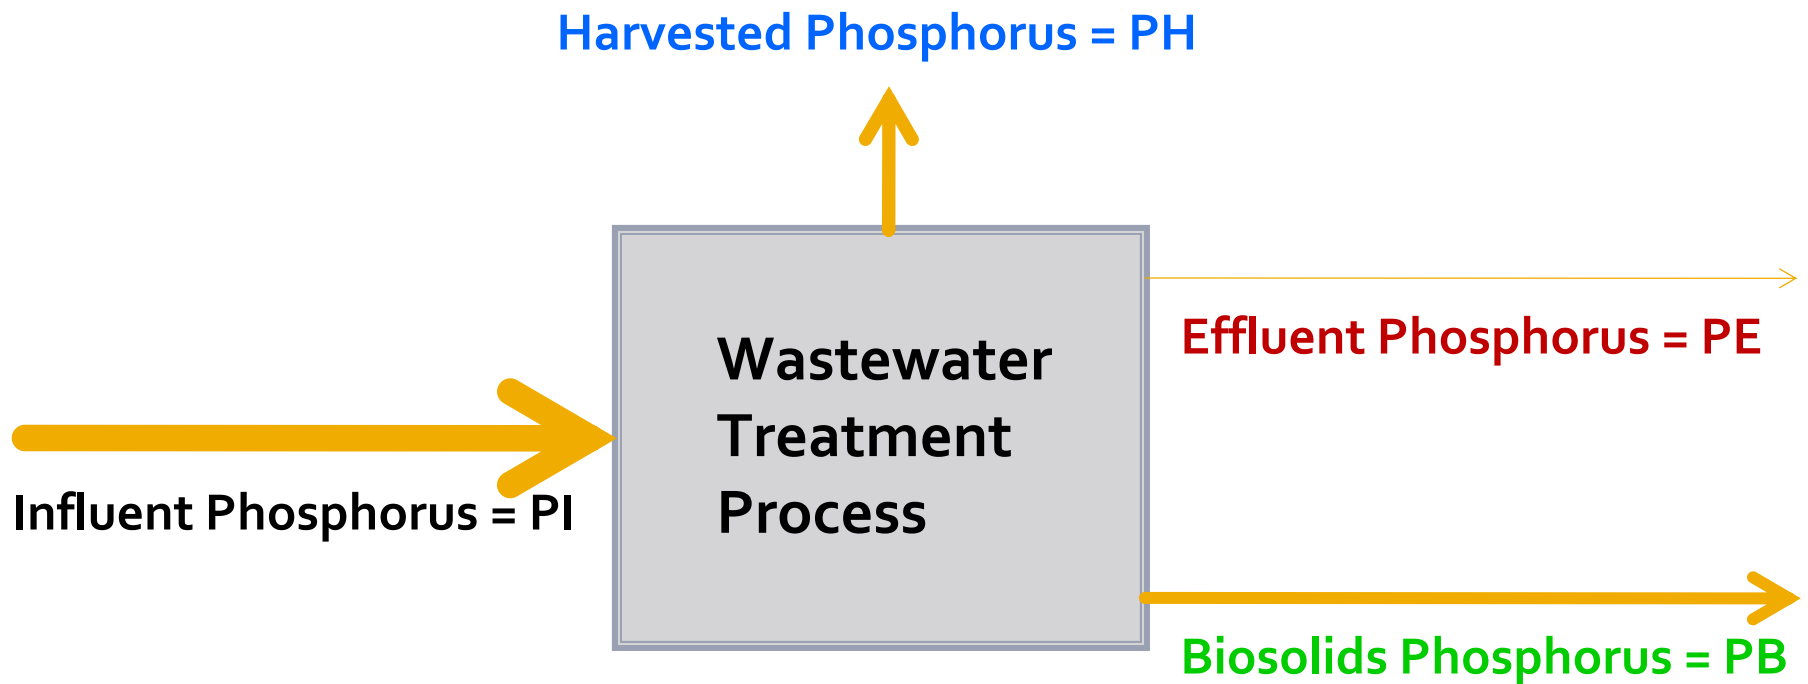 Harvested Phosphorus = PH
Wastewater
Treatment
Process
Effluent Phosphorus = PE
Influent Phosphorus = PI
Biosolids Phosphorus = PB